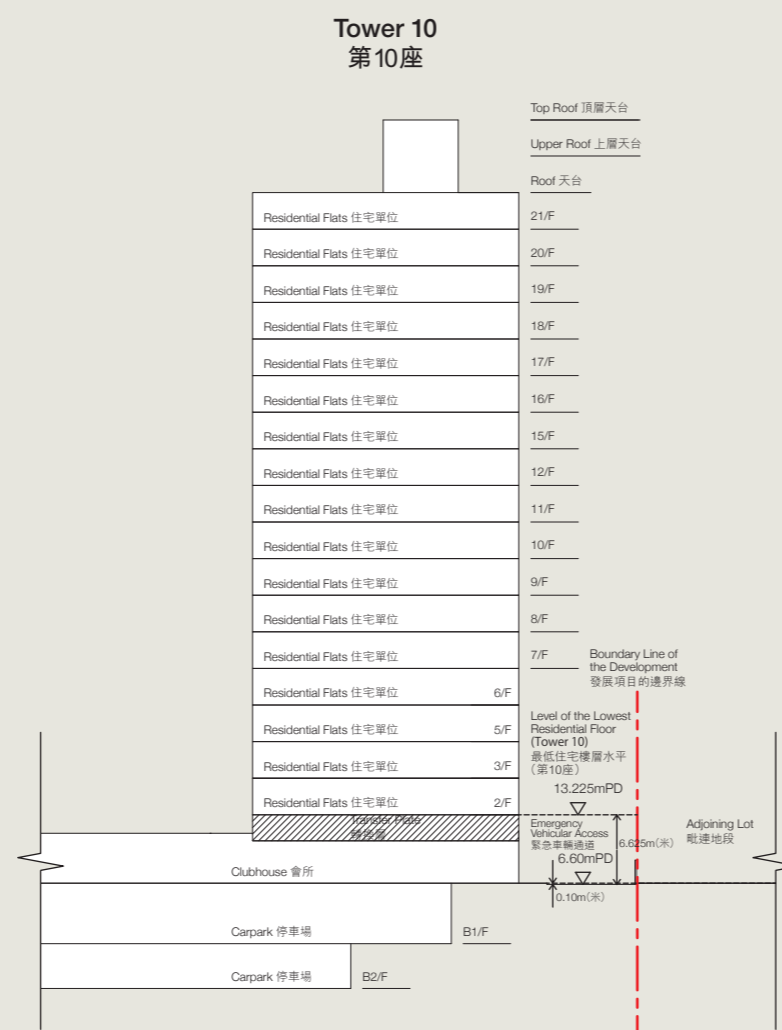 Tower 10
第10座
Top Roof 頂層天台
Upper Roof 上層天台
Roof 天台
Residential Flats 住宅單位 21/F
Residential Flats 住宅單位 20/F
Residential Flats 住宅單位 19/F
Residential Flats 住宅單位 18/F
Residential Flats 住宅單位 17/F
Residential Flats 住宅單位 16/F
Residential Flats 住宅單位 15/F
Residential Flats 住宅單位 12/F
Residential Flats 住宅單位 11/F
Residential Flats 住宅單位 10/F
Residential Flats 住宅單位 9/F
Residential Flats 住宅單位 8/F
Residential Flats 住宅單位 7/F
Boundary Line of
the Development
發展項目的邊界線
Residential Flats 住宅單位 6/F
Residential Flats 住宅單位 5/F
Residential Flats 住宅單位 3/F
Residential Flats 住宅單位 2/F
Level of the Lowest
Residential Floor
(Tower 10)
最低住宅樓層水平
(第10座)
13.225mPD
Transfer Plate
轉換層
Emergency
Vehicular Access
緊急車輛通道
6.625m(米)
6.60mPD
Adjoining Lot
毗連地段
Clubhouse 會所
0.10m(米)
Carpark 停車場 B1/F
Carpark 停車場 B2/F